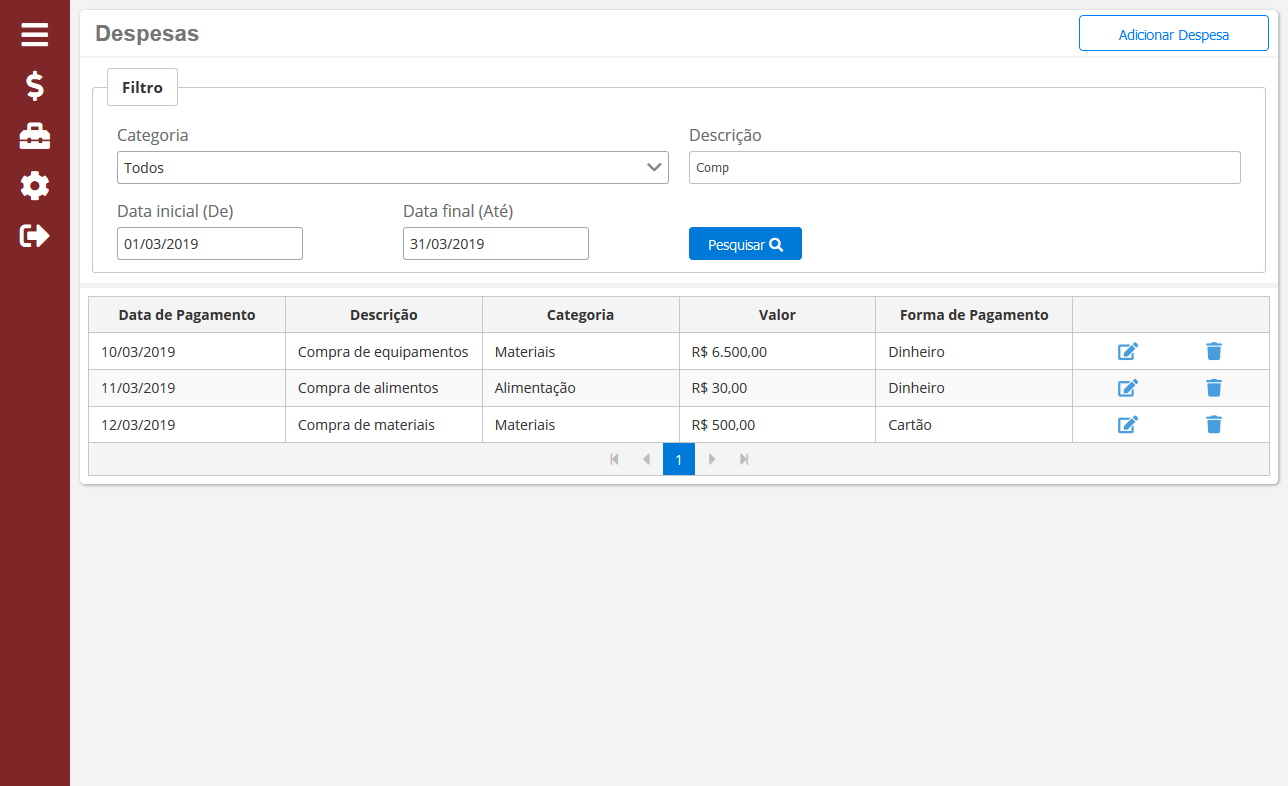 Despesas
Adicionar Despesa
Filtro
Categoria
Descrição
Todos
Comp
Data inicial (De)
Data final (Até)
01/03/2019
31/03/2019
Pesquisar
Data de Pagamento Descrição Categoria Valor Forma de Pagamento
10/03/2019 Compra de equipamentos Materiais R$ 6.500,00 Dinheiro
11/03/2019 Compra de alimentos Alimentação R$ 30,00 Dinheiro
12/03/2019 Compra de materiais Materiais R$ 500,00 Cartão
1